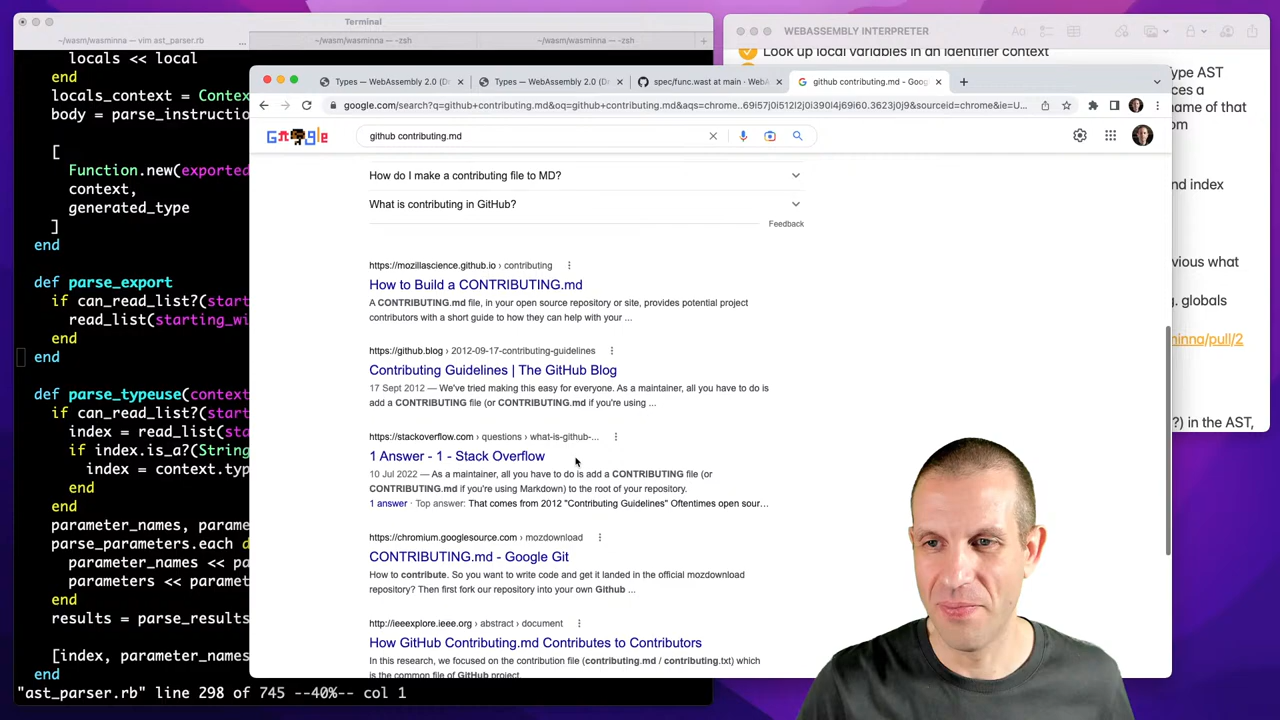 Terminal
~/wasm/wasminna — vim ast_parser.rb
...
~/wasm/wasminna — -zsh
~/wasm/wasminna — -zsh
+
locals << local
end
locals_context = Contex
body = parse_instructio
[
Function.new(exported
context,
generated_type
]
end
def parse_export
if can_read_list?(start
read_list(starting_wi
end
end
def parse_typeuse(context
if can_read_list?(start
index = read_list(sta
if index.is_a?(String
index = context.typ
end
end
parameter_names, parame
parse_parameters.each d
parameter_names << pa
parameters << paramet
end
results = parse_results
[index, parameter_names
end
"ast_parser.rb" line 298 of 745 --40%-- col 1
WEBASSEMBLY INTERPRETER
Aa
Look up local variables in an identifier context
ype AST
ces a
name of that
om
nd index
vious what
g. globals
minna/pull/2
?) in the AST,
Types — WebAssembly 2.0 (Dr
Types — WebAssembly 2.0 (Dr
spec/func.wast at main · WebA
github contributing.md - Goog
google.com/search?q=github+contributing.md&oq=github+contributing.md&aqs=chrome..69i57j0i512l2j0i390l4j69i60.3623j0j9&sourceid=chrome&ie=U...
github contributing.md
How do I make a contributing file to MD?
What is contributing in GitHub?
Feedback
https://mozillascience.github.io › contributing
How to Build a CONTRIBUTING.md
A CONTRIBUTING.md file, in your open source repository or site, provides potential project
contributors with a short guide to how they can help with your ...
https://github.blog › 2012-09-17-contributing-guidelines
Contributing Guidelines | The GitHub Blog
17 Sept 2012 — We've tried making this easy for everyone. As a maintainer, all you have to do is
add a CONTRIBUTING file (or CONTRIBUTING.md if you're using ...
https://stackoverflow.com › questions › what-is-github-...
1 Answer - 1 - Stack Overflow
10 Jul 2022 — As a maintainer, all you have to do is add a CONTRIBUTING file (or
CONTRIBUTING.md if you're using Markdown) to the root of your repository.
1 answer · Top answer: That comes from 2012 "Contributing Guidelines" Oftentimes open sour...
https://chromium.googlesource.com › mozdownload
CONTRIBUTING.md - Google Git
How to contribute. So you want to write code and get it landed in the official mozdownload
repository? Then first fork our repository into your own Github ...
http://ieeexplore.ieee.org › abstract › document
How GitHub Contributing.md Contributes to Contributors
In this research, we focused on the contribution file (contributing.md / contributing.txt) which
is the common file of GitHub project.